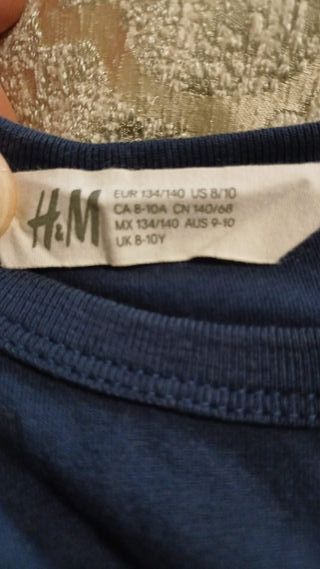 H&M
EUR 134/140 US 8/10
CA 8-10A CN 140/68
MX 134/140 AUS 9-10
UK 8-10Y